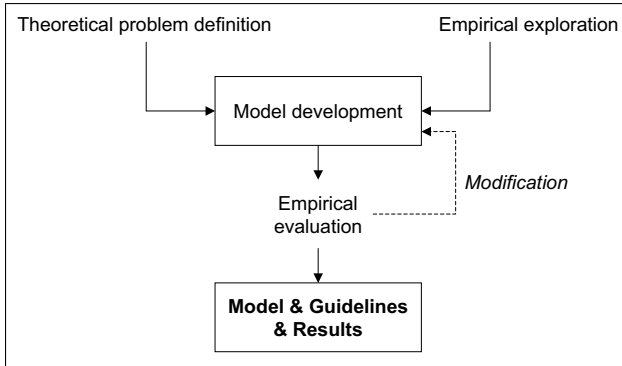 Theoretical problem definition
Empirical exploration
Model development
Modification
Empirical
evaluation
Model & Guidelines
& Results